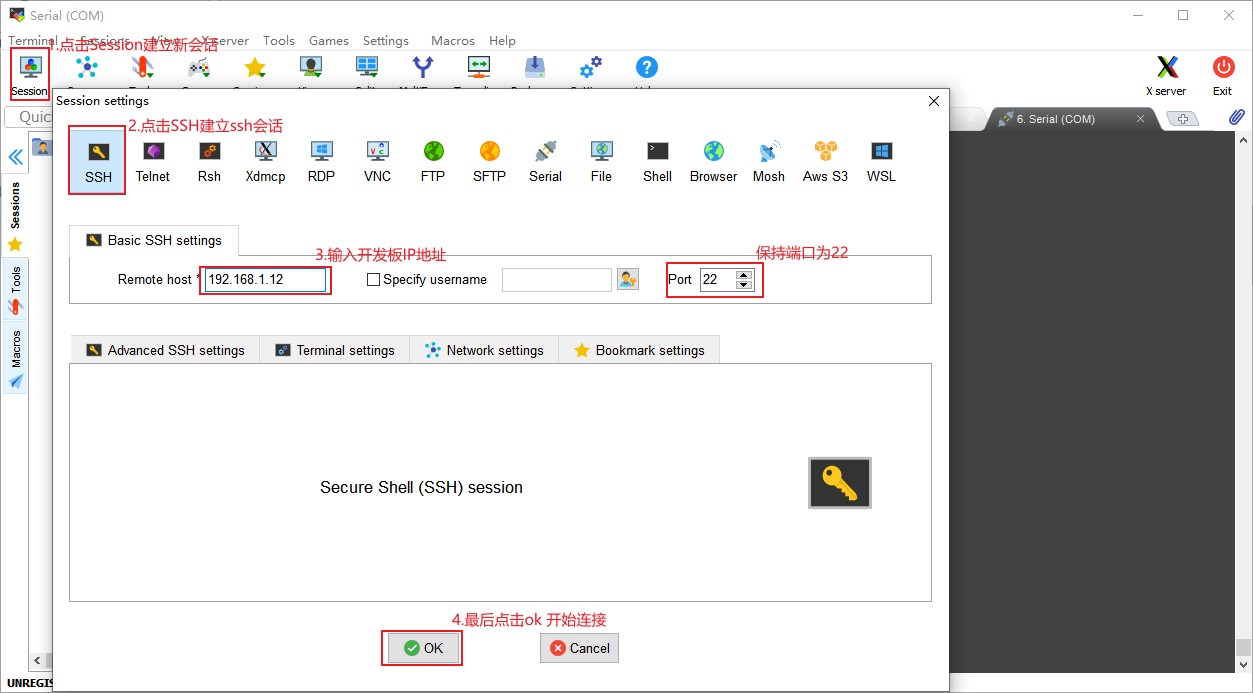 Serial (COM)
Terminal Sessions View X server Tools Games Settings Macros Help
1.点击Session建立新会话
Session
X server
Exit
Quic
Session settings
6. Serial (COM)
2.点击SSH建立ssh会话
SSH Telnet Rsh Xdmcp RDP VNC FTP SFTP Serial File Shell Browser Mosh Aws S3 WSL
Sessions
Tools
Macros
Basic SSH settings
3.输入开发板IP地址
保持端口为22
Remote host * 192.168.1.12 Specify username Port 22
Advanced SSH settings Terminal settings Network settings Bookmark settings
Secure Shell (SSH) session
4.最后点击ok 开始连接
OK Cancel
UNREGIS